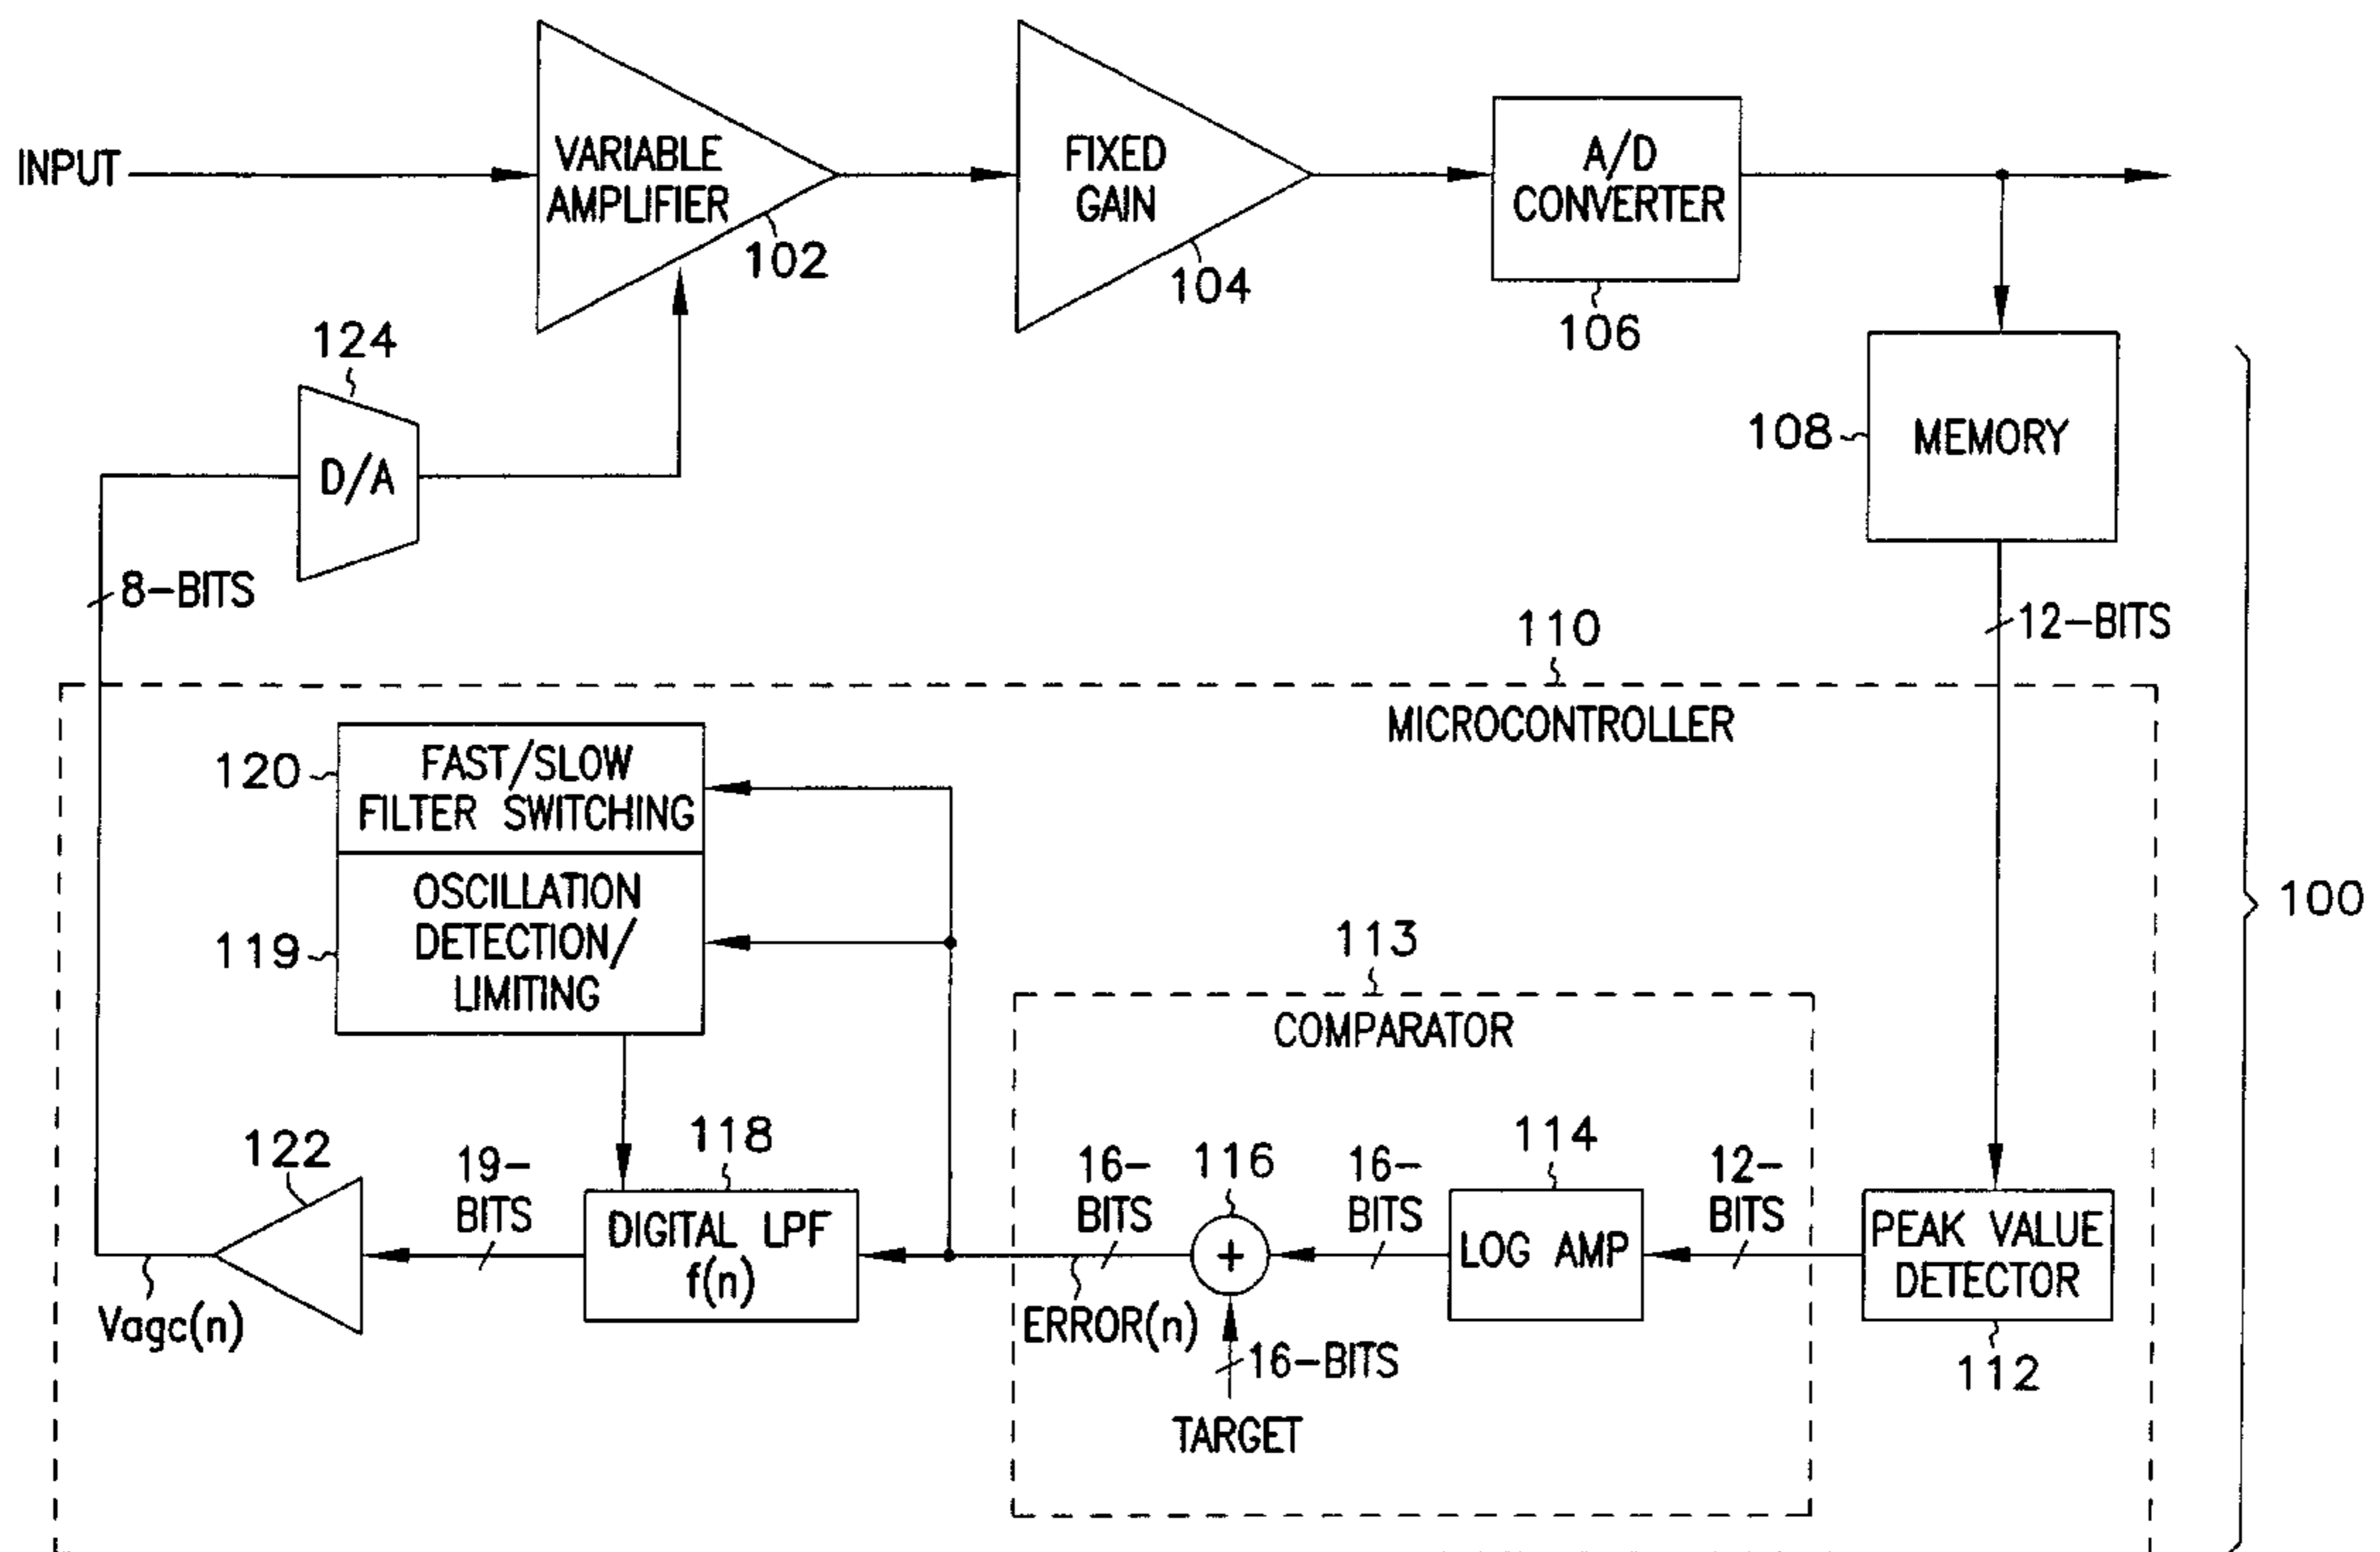 INPUT
VARIABLE
AMPLIFIER
102
FIXED
GAIN
104
A/D
CONVERTER
106
124
D/A
108
MEMORY
8-BITS
12-BITS
110
MICROCONTROLLER
120
FAST/SLOW
FILTER SWITCHING
119
OSCILLATION
DETECTION/
LIMITING
100
113
COMPARATOR
122
Vagc(n)
19-
BITS
118
DIGITAL LPF
f(n)
16-
BITS
ERROR(n)
116
+
16-BITS
TARGET
16-
BITS
114
LOG AMP
12-
BITS
PEAK VALUE
DETECTOR
112